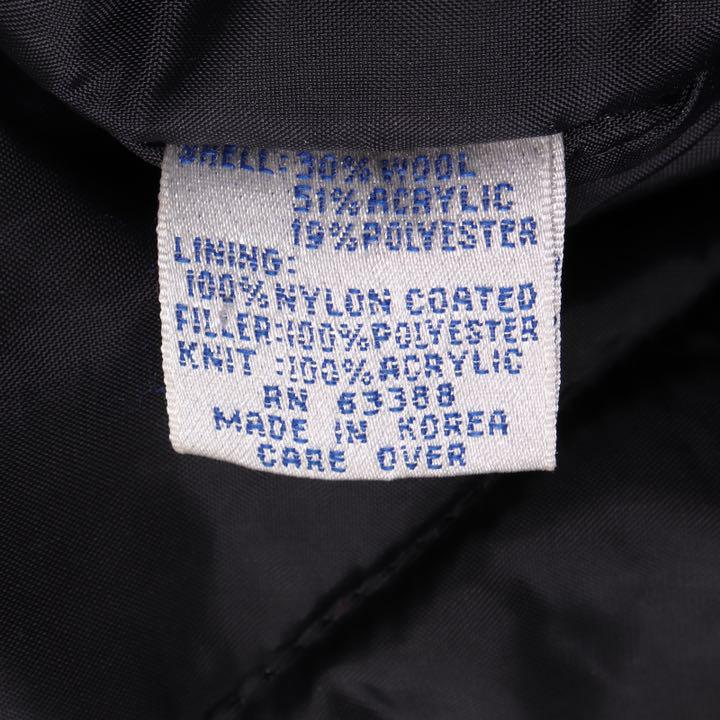 SHELL: 30% WOOL
51% ACRYLIC
19% POLYESTER
LINING:
100% NYLON COATED
FILLER: 100% POLYESTER
KNIT : 100% ACRYLIC
RN 63388
MADE IN KOREA
CARE OVER